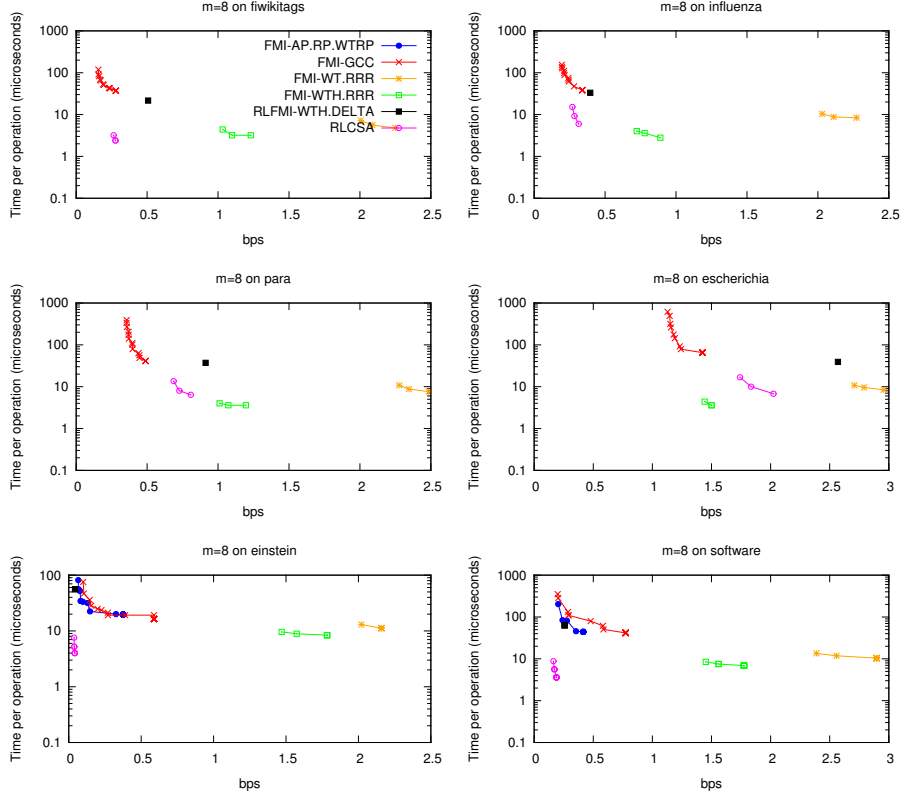 m=8 on fiwikitags
Time per operation (microseconds)
1000
100
10
1
0.1
FMI-AP.RP.WTRP
FMI-GCC
FMI-WT.RRR
FMI-WTH.RRR
RLFMI-WTH.DELTA
RLCSA
0 0.5 1 1.5 2 2.5
bps
m=8 on influenza
Time per operation (microseconds)
1000
100
10
1
0.1
0 0.5 1 1.5 2 2.5
bps
m=8 on para
Time per operation (microseconds)
1000
100
10
1
0.1
0 0.5 1 1.5 2 2.5
bps
m=8 on escherichia
Time per operation (microseconds)
1000
100
10
1
0.1
0 0.5 1 1.5 2 2.5 3
bps
m=8 on einstein
Time per operation (microseconds)
100
10
1
0.1
0 0.5 1 1.5 2 2.5
bps
m=8 on software
Time per operation (microseconds)
1000
100
10
1
0.1
0 0.5 1 1.5 2 2.5 3
bps